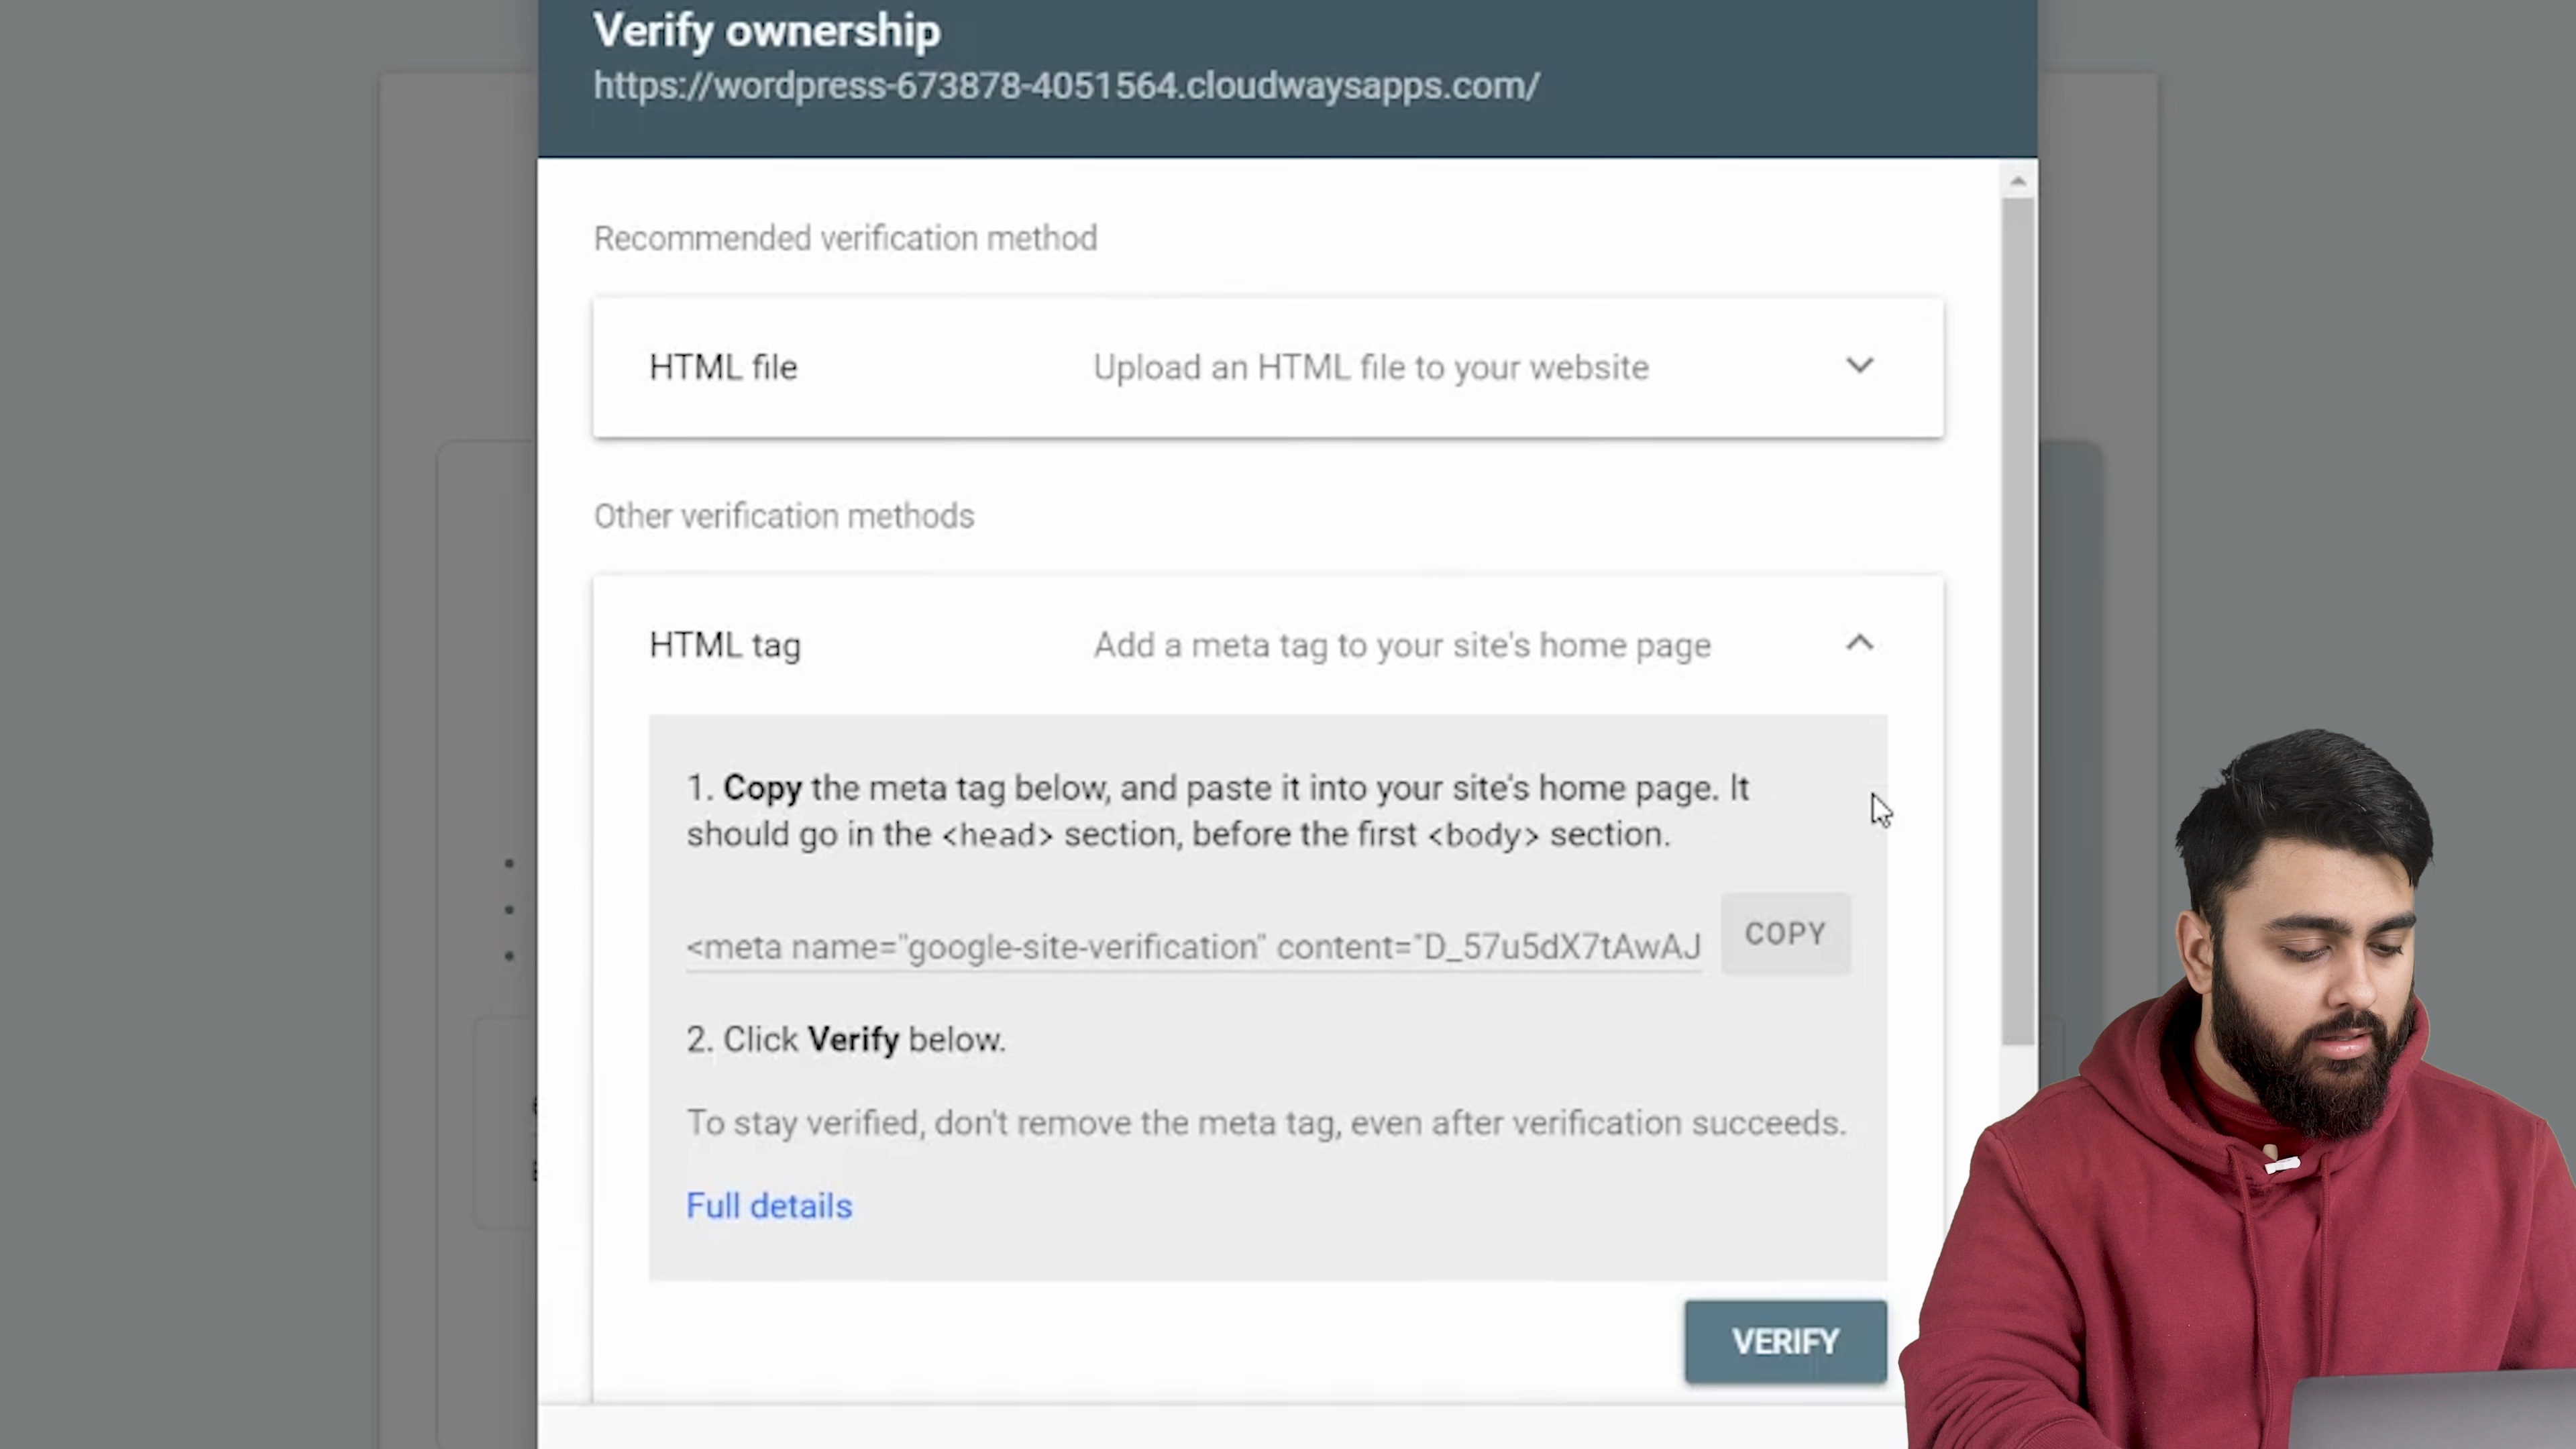 Verify ownership
https://wordpress-673878-4051564.cloudwaysapps.com/
Recommended verification method
HTML file
Upload an HTML file to your website
Other verification methods
HTML tag
Add a meta tag to your site's home page
1. Copy the meta tag below, and paste it into your site's home page. It
should go in the <head> section, before the first <body> section.
<meta name="google-site-verification" content="D_57u5dX7tAwAJ
COPY
2. Click Verify below.
To stay verified, don't remove the meta tag, even after verification succeeds.
Full details
VERIFY